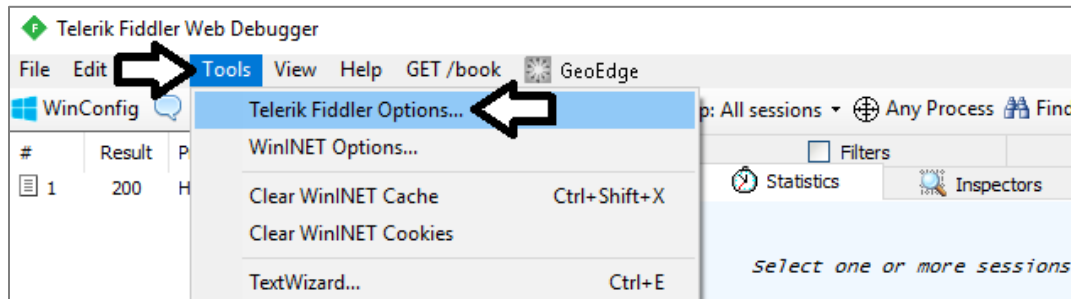 Telerik Fiddler Web Debugger
File Edit Tools View Help GET /book GeoEdge
WinConfig All sessions Any Process Find
Telerik Fiddler Options...
WinINET Options...
# Result Filters
1 200 Statistics Inspectors
Clear WinINET Cache Ctrl+Shift+X
Clear WinINET Cookies
Select one or more sessions
TextWizard... Ctrl+E